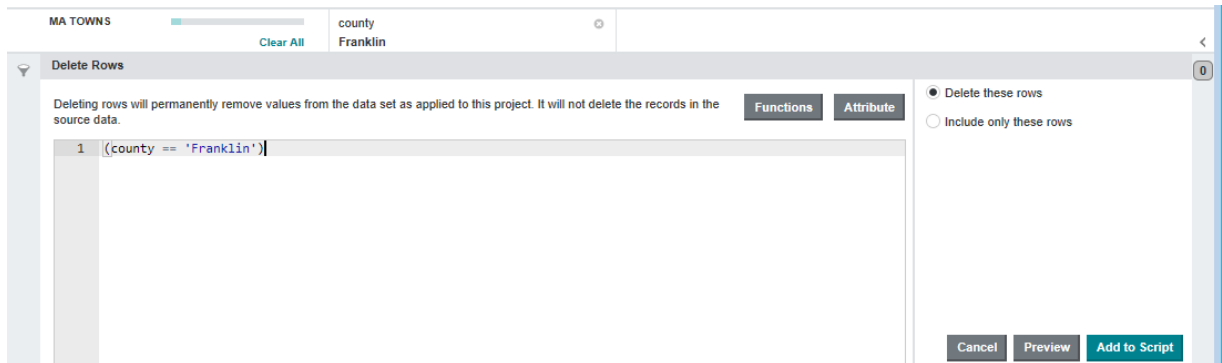 MA TOWNS
Clear All
county
Franklin
Delete Rows
0
Deleting rows will permanently remove values from the data set as applied to this project. It will not delete the records in the
source data.
Functions
Attribute
Delete these rows
Include only these rows
1 (county == 'Franklin')
Cancel
Preview
Add to Script